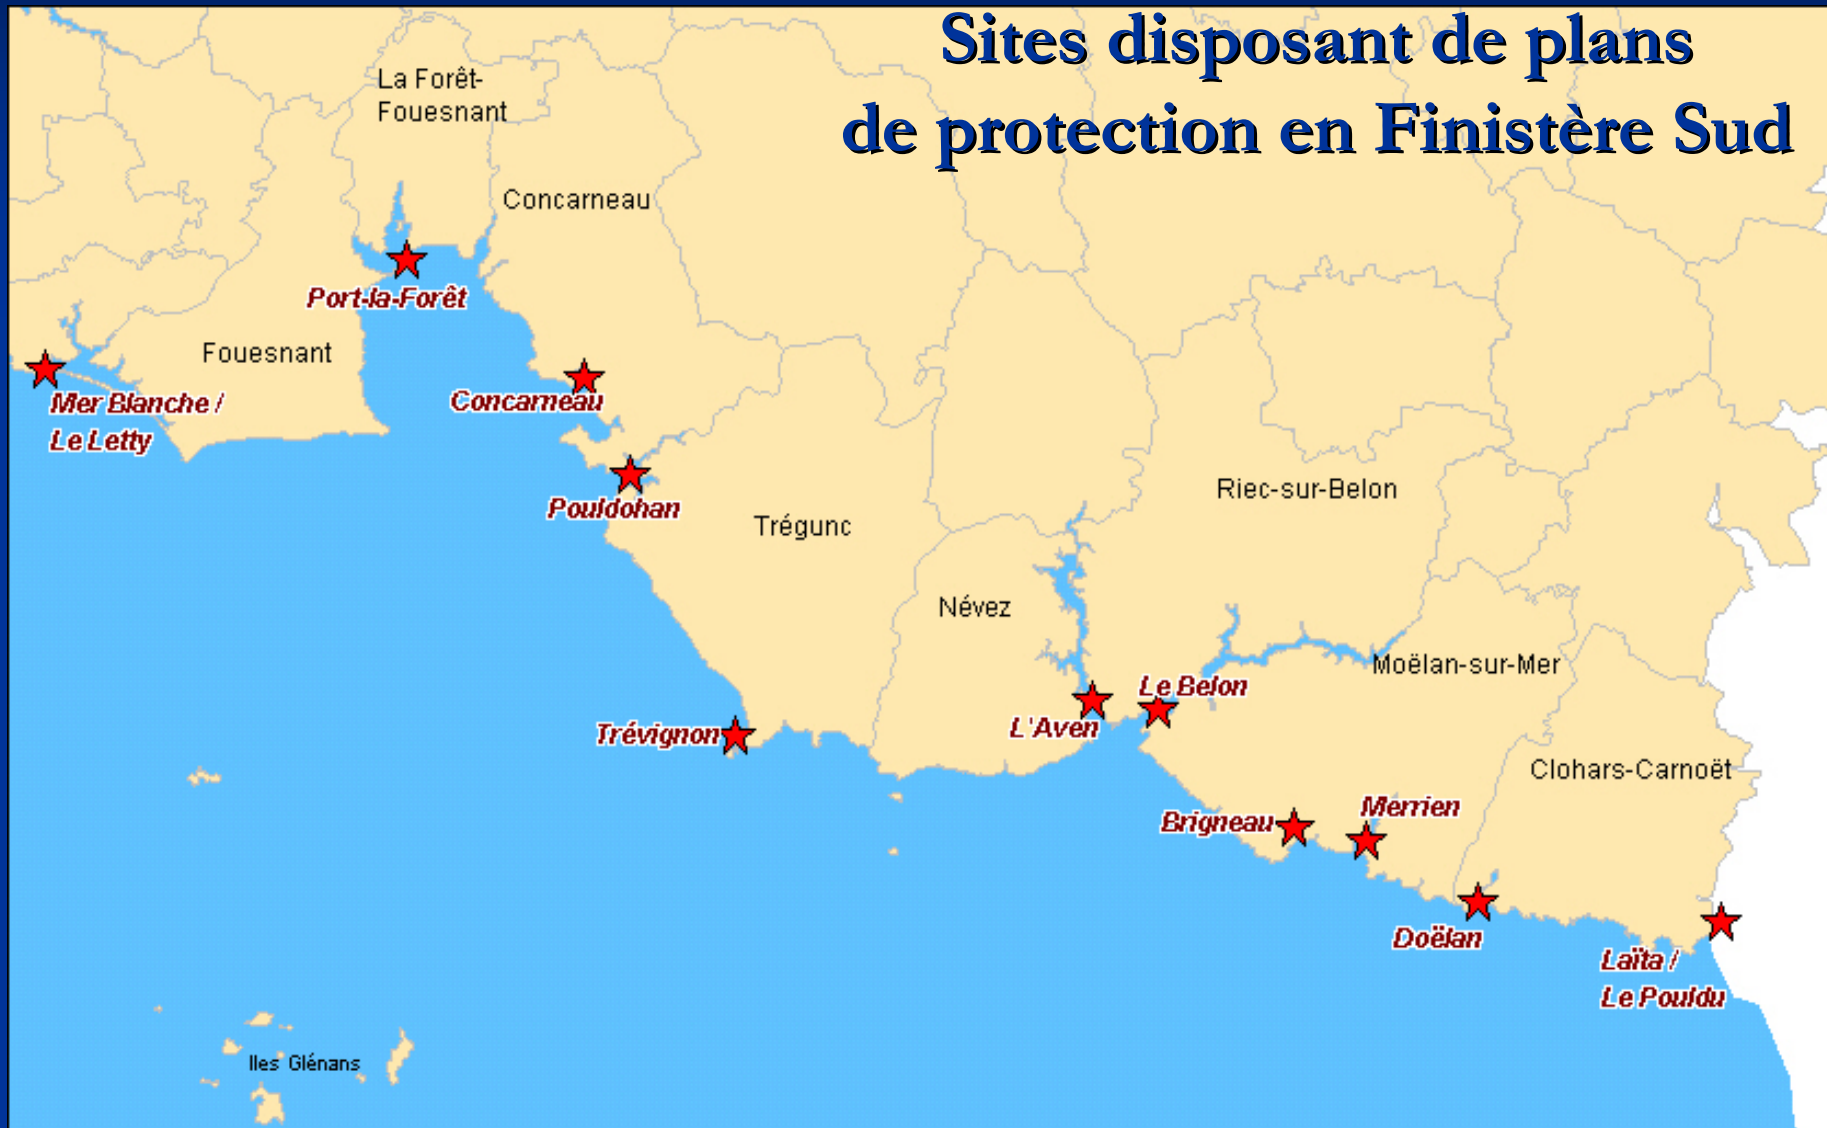 Sites disposant de plans
de protection en Finistère Sud
La Forêt-
Fouesnant
Concarneau
Port-la-Forêt
Fouesnant
Mer Blanche /
Le Letty
Concarneau
Pouldohan
Trégunc
Riec-sur-Belon
Névez
Moëlan-sur-Mer
Le Belon
L'Aven
Trévignon
Clohars-Carnoët
Merrien
Brigneau
Doëlan
Laïta /
Le Pouldu
Iles Glénans